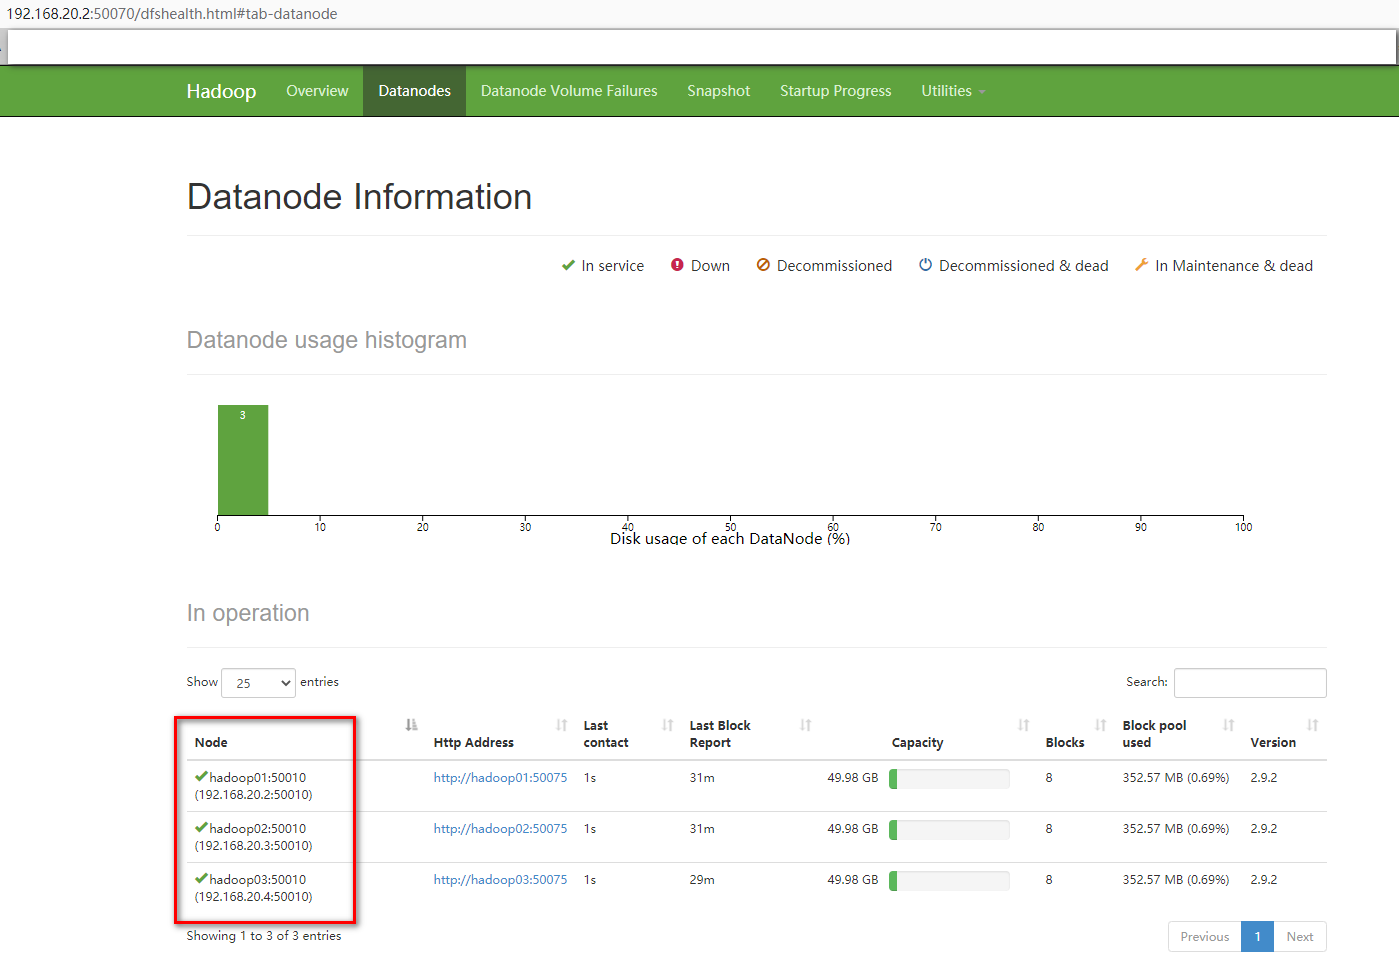 192.168.20.2:50070/dfshealth.html#tab-datanode
Hadoop Overview Datanodes Datanode Volume Failures Snapshot Startup Progress Utilities
Datanode Information
In service Down Decommissioned Decommissioned & dead In Maintenance & dead
Datanode usage histogram
3
0 10 20 30 40 50 60 70 80 90 100
Disk usage of each DataNode (%)
In operation
Show 25 entries Search:
Node Http Address Last contact Last Block Report Capacity Blocks Block pool used Version
hadoop01:50010 http://hadoop01:50075 1s 31m 49.98 GB 8 352.57 MB (0.69%) 2.9.2
(192.168.20.2:50010)
hadoop02:50010 http://hadoop02:50075 1s 31m 49.98 GB 8 352.57 MB (0.69%) 2.9.2
(192.168.20.3:50010)
hadoop03:50010 http://hadoop03:50075 1s 29m 49.98 GB 8 352.57 MB (0.69%) 2.9.2
(192.168.20.4:50010)
Showing 1 to 3 of 3 entries
Previous 1 Next